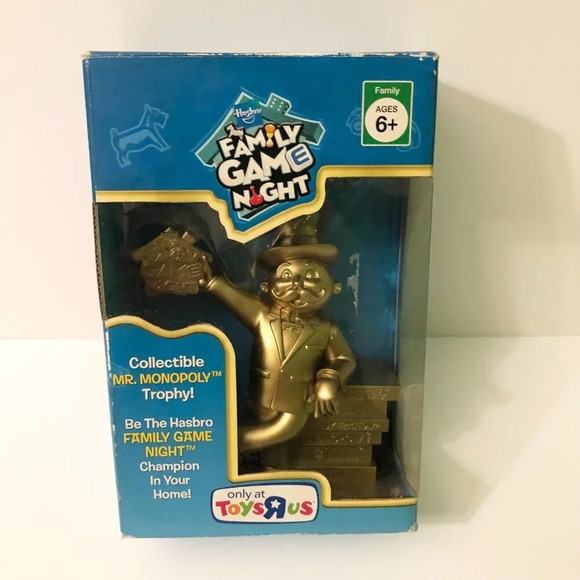 Hasbro
FAMILY
GAME
NIGHT
Family
AGES
6+
Collectible
MR. MONOPOLY™
Trophy!
Be The Hasbro
FAMILY GAME
NIGHT™
Champion
In Your
Home!
only at
ToysRus